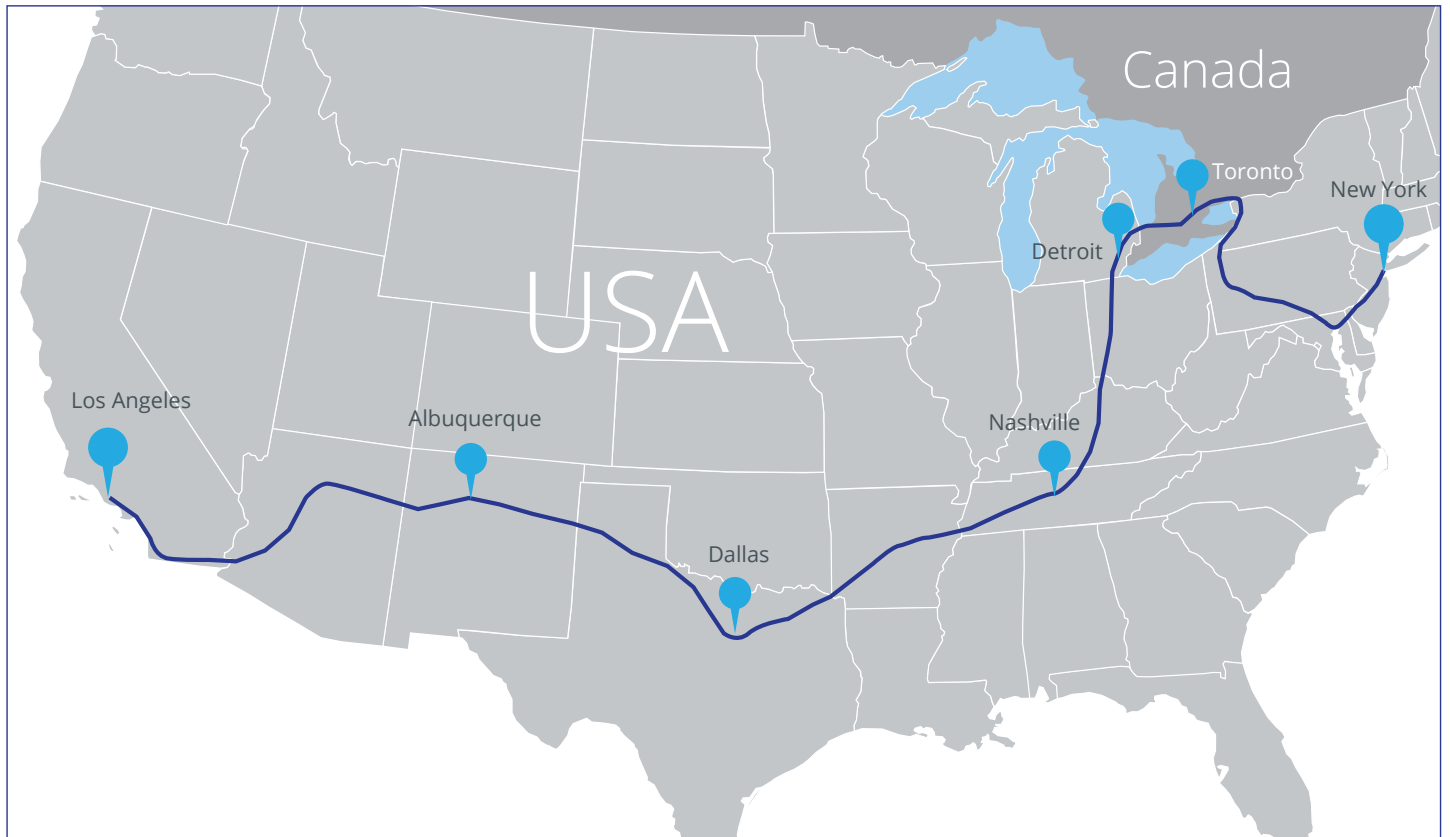 Canada
Toronto
New York
Detroit
USA
Los Angeles
Albuquerque
Nashville
Dallas